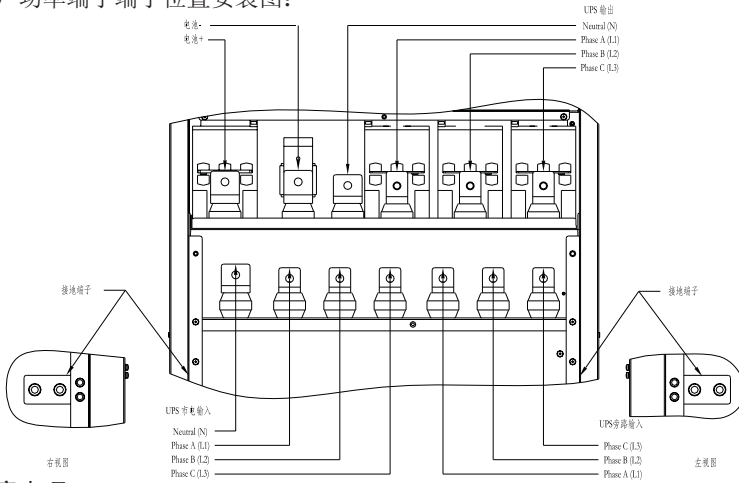 功率端子端子位置安装图:
UPS 输出
电池-
Neutral (N)
电池+
Phase A (L1)
Phase B (L2)
Phase C (L3)
接地端子
接地端子
UPS 市电输入
Neutral (N)
Phase A (L1)
Phase B (L2)
Phase C (L3)
UPS旁路输入
Phase C (L3)
Phase B (L2)
Phase A (L1)
右视图
左视图